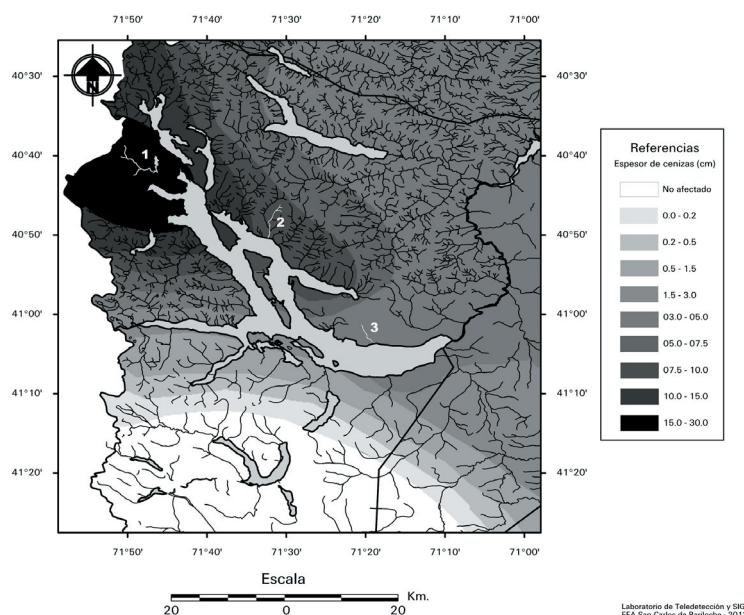 71°50' 71°40' 71°30' 71°20' 71°10' 71°00'
40°30' 40°30'
N
40°40' 40°40'
1
2
40°50' 40°50'
41°00' 41°00'
3
41°10' 41°10'
41°20' 41°20'
71°50' 71°40' 71°30' 71°20' 71°10' 71°00'
Referencias
Espesor de cenizas (cm)
No afectado
0.0 - 0.2
0.2 - 0.5
0.5 - 1.5
1.5 - 3.0
03.0 - 05.0
05.0 - 07.5
07.5 - 10.0
10.0 - 15.0
15.0 - 30.0
Escala
Km.
20 0 20
Laboratorio de Teledetección y SIG
EEA San Carlos de Bariloche - 201